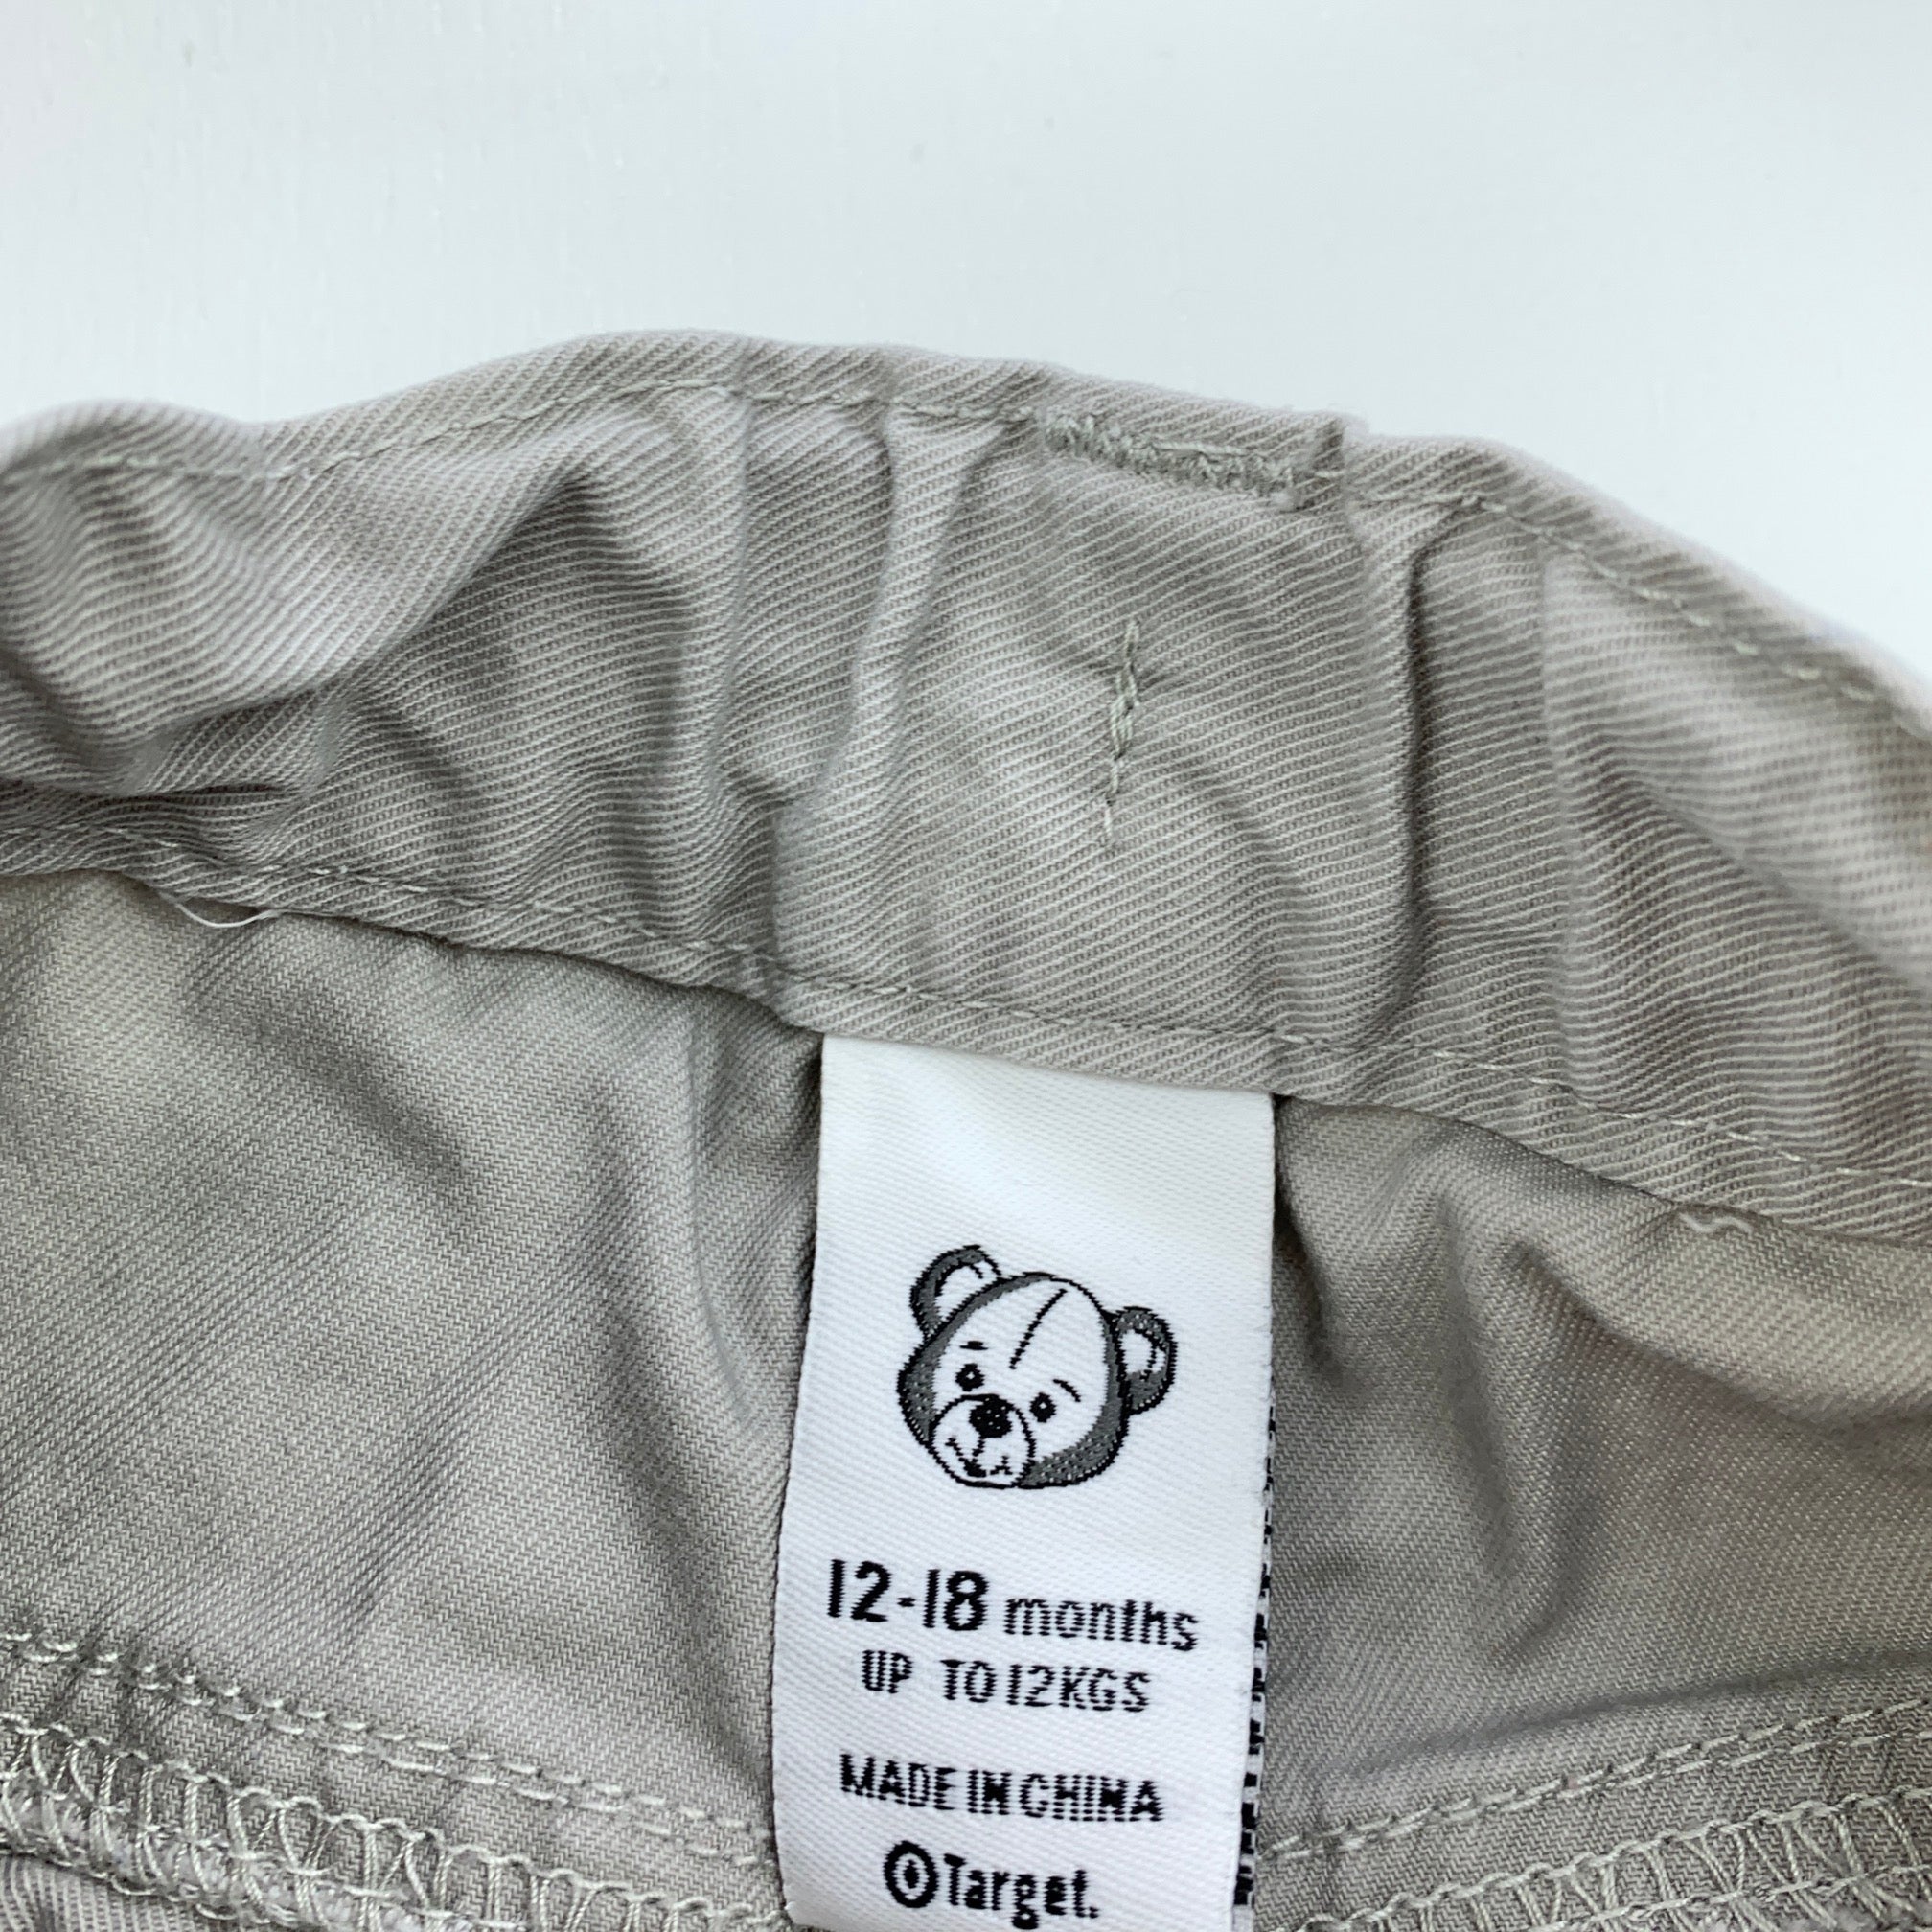 12-18 months
UP TO 12KGS
MADE IN CHINA
Target.